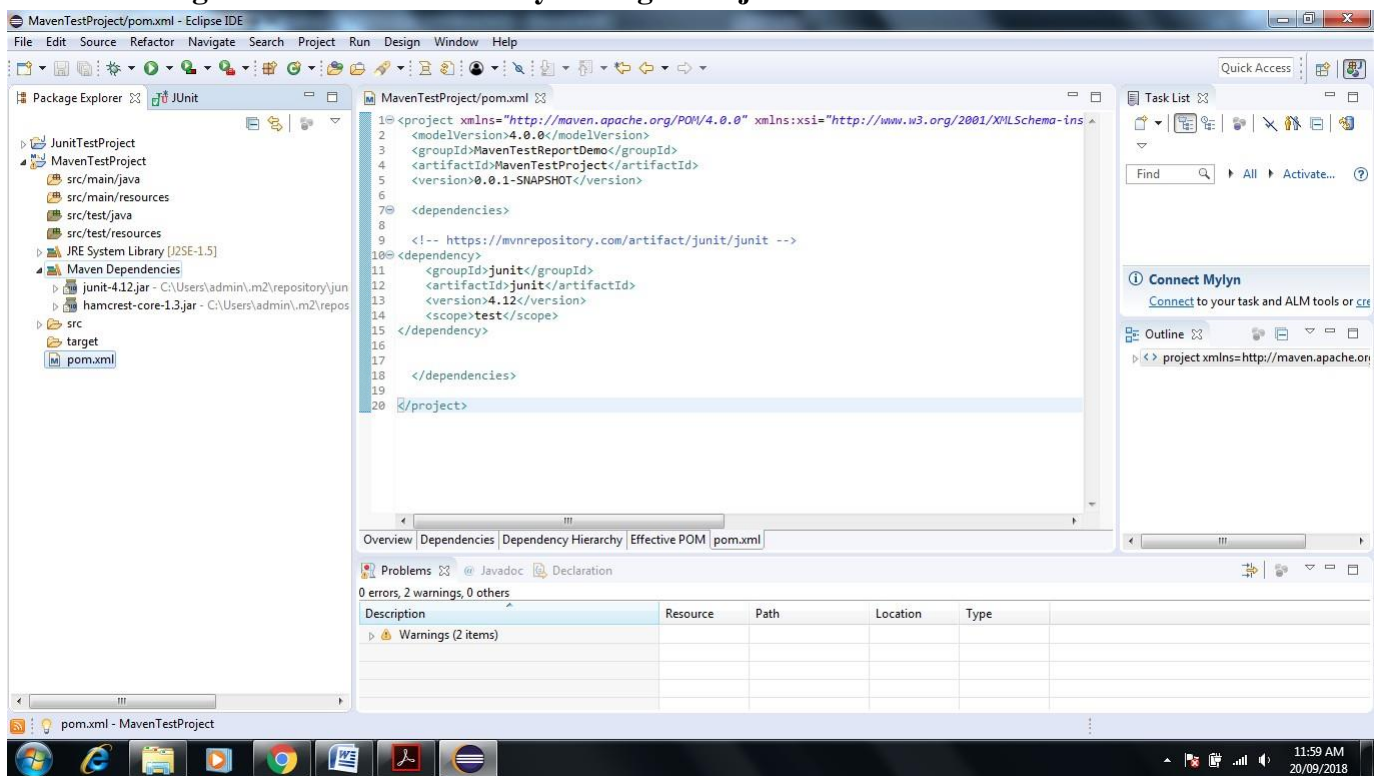 MavenTestProject/pom.xml - Eclipse IDE
File Edit Source Refactor Navigate Search Project Run Design Window Help
Quick Access
Package Explorer JUnit
JunitTestProject
MavenTestProject
src/main/java
src/main/resources
src/test/java
src/test/resources
JRE System Library [J2SE-1.5]
Maven Dependencies
junit-4.12.jar - C:\Users\admin\.m2\repository\jun
hamcrest-core-1.3.jar - C:\Users\admin\.m2\repos
src
target
pom.xml
MavenTestProject/pom.xml
1 <project xmlns="http://maven.apache.org/POM/4.0.0" xmlns:xsi="http://www.w3.org/2001/XMLSchema-ins
2 <modelVersion>4.0.0</modelVersion>
3 <groupId>MavenTestReportDemo</groupId>
4 <artifactId>MavenTestProject</artifactId>
5 <version>0.0.1-SNAPSHOT</version>
6
7 <dependencies>
8
9 <!-- https://mvnrepository.com/artifact/junit/junit -->
10 <dependency>
11 <groupId>junit</groupId>
12 <artifactId>junit</artifactId>
13 <version>4.12</version>
14 <scope>test</scope>
15 </dependency>
16
17
18 </dependencies>
19
20 </project>
Overview Dependencies Dependency Hierarchy Effective POM pom.xml
Task List
Find All Activate...
Connect Mylyn
Connect to your task and ALM tools or cre
Outline
project xmlns=http://maven.apache.or
Problems Javadoc Declaration
0 errors, 2 warnings, 0 others
Description Resource Path Location Type
Warnings (2 items)
pom.xml - MavenTestProject
11:59 AM
20/09/2018